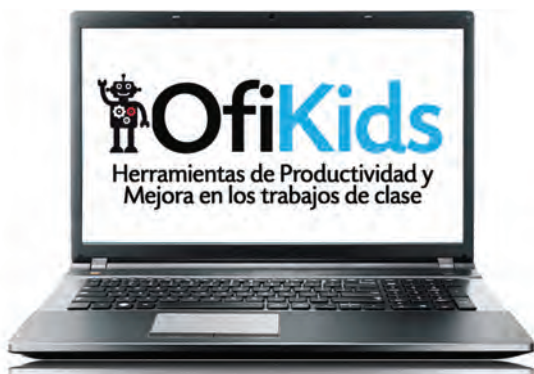 OfiKids
Herramientas de Productividad y
Mejora en los trabajos de clase